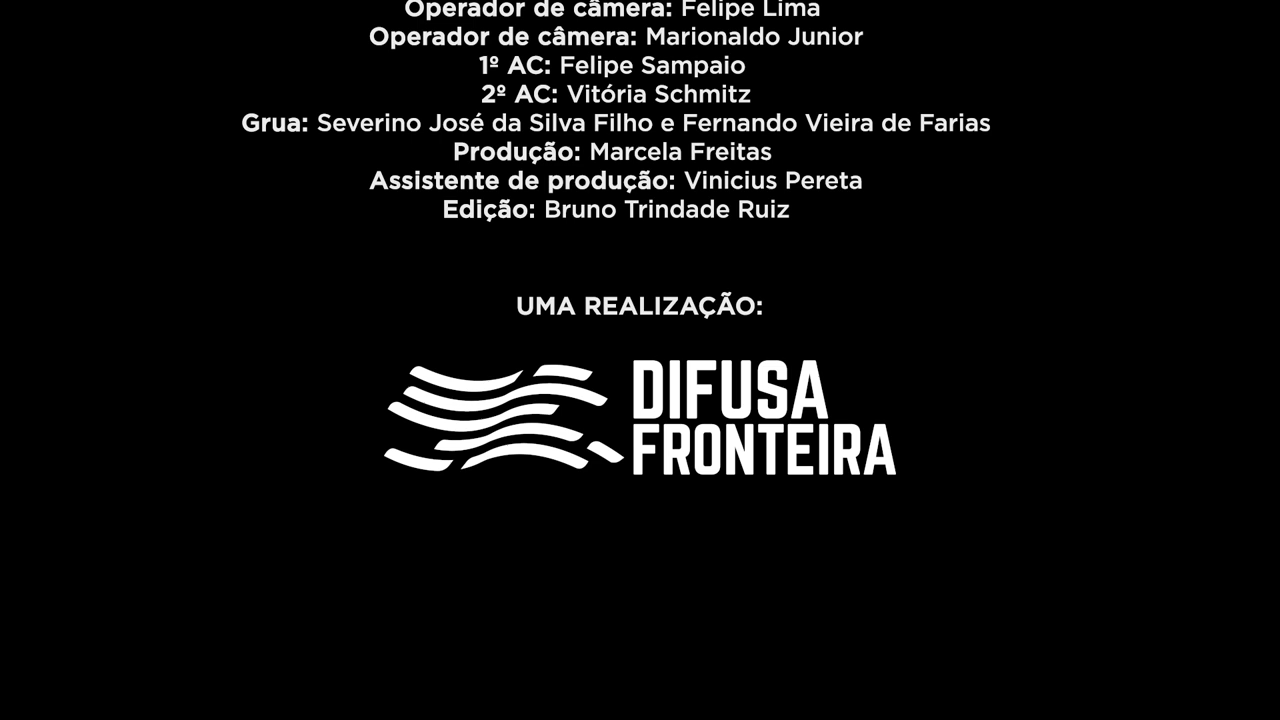 Operador de câmera: Felipe Lima
Operador de câmera: Marionaldo Junior
1º AC: Felipe Sampaio
2º AC: Vitória Schmitz
Grua: Severino José da Silva Filho e Fernando Vieira de Farias
Produção: Marcela Freitas
Assistente de produção: Vinicius Pereta
Edição: Bruno Trindade Ruiz
UMA REALIZAÇÃO:
DIFUSA
FRONTEIRA